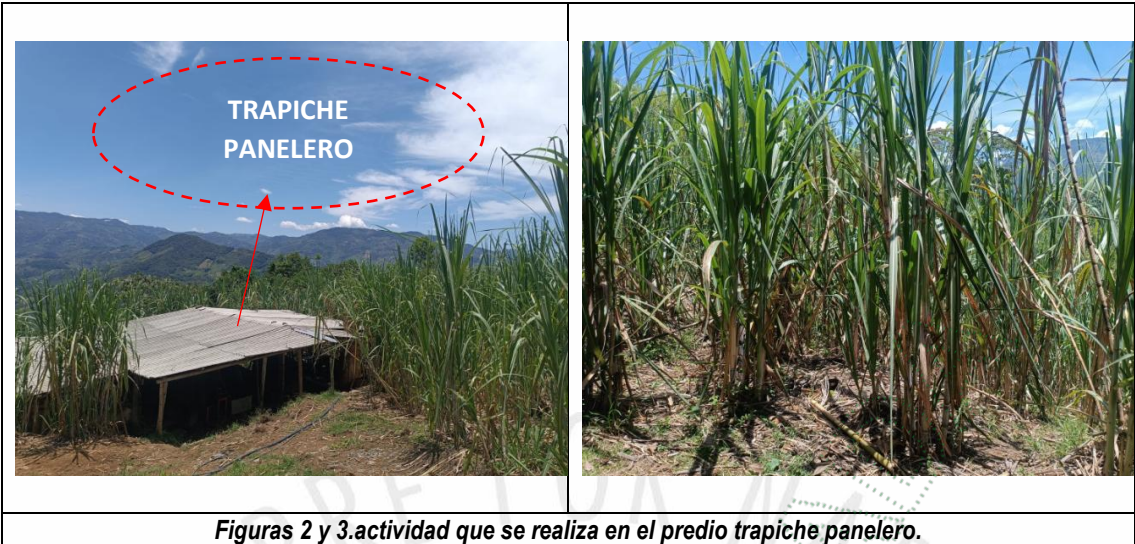 TRAPICHE
PANELERO
Figuras 2 y 3.actividad que se realiza en el predio trapiche panelero.